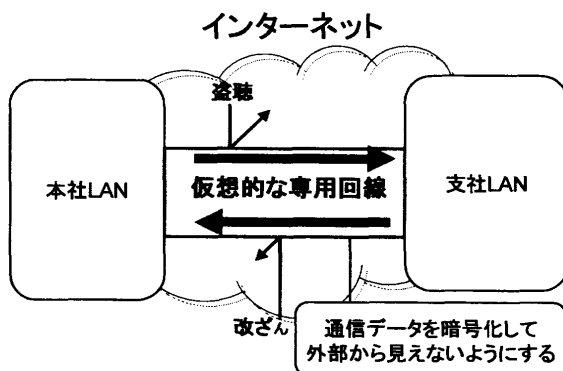 インターネット
盗聴
本社LAN
仮想的な専用回線
支社LAN
改ざん
通信データを暗号化して
外部から見えないようにする